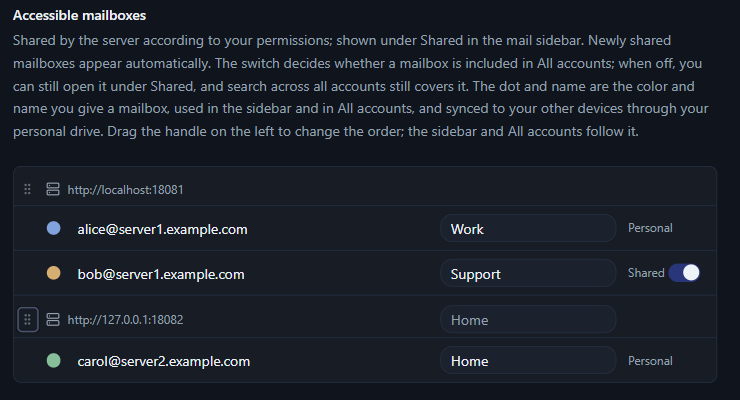 Accessible mailboxes
Shared by the server according to your permissions; shown under Shared in the mail sidebar. Newly shared
mailboxes appear automatically. The switch decides whether a mailbox is included in All accounts; when off, you
can still open it under Shared, and search across all accounts still covers it. The dot and name are the color and
name you give a mailbox, used in the sidebar and in All accounts, and synced to your other devices through your
personal drive. Drag the handle on the left to change the order; the sidebar and All accounts follow it.
http://localhost:18081
alice@server1.example.com Work Personal
bob@server1.example.com Support Shared
http://127.0.0.1:18082 Home
carol@server2.example.com Home Personal